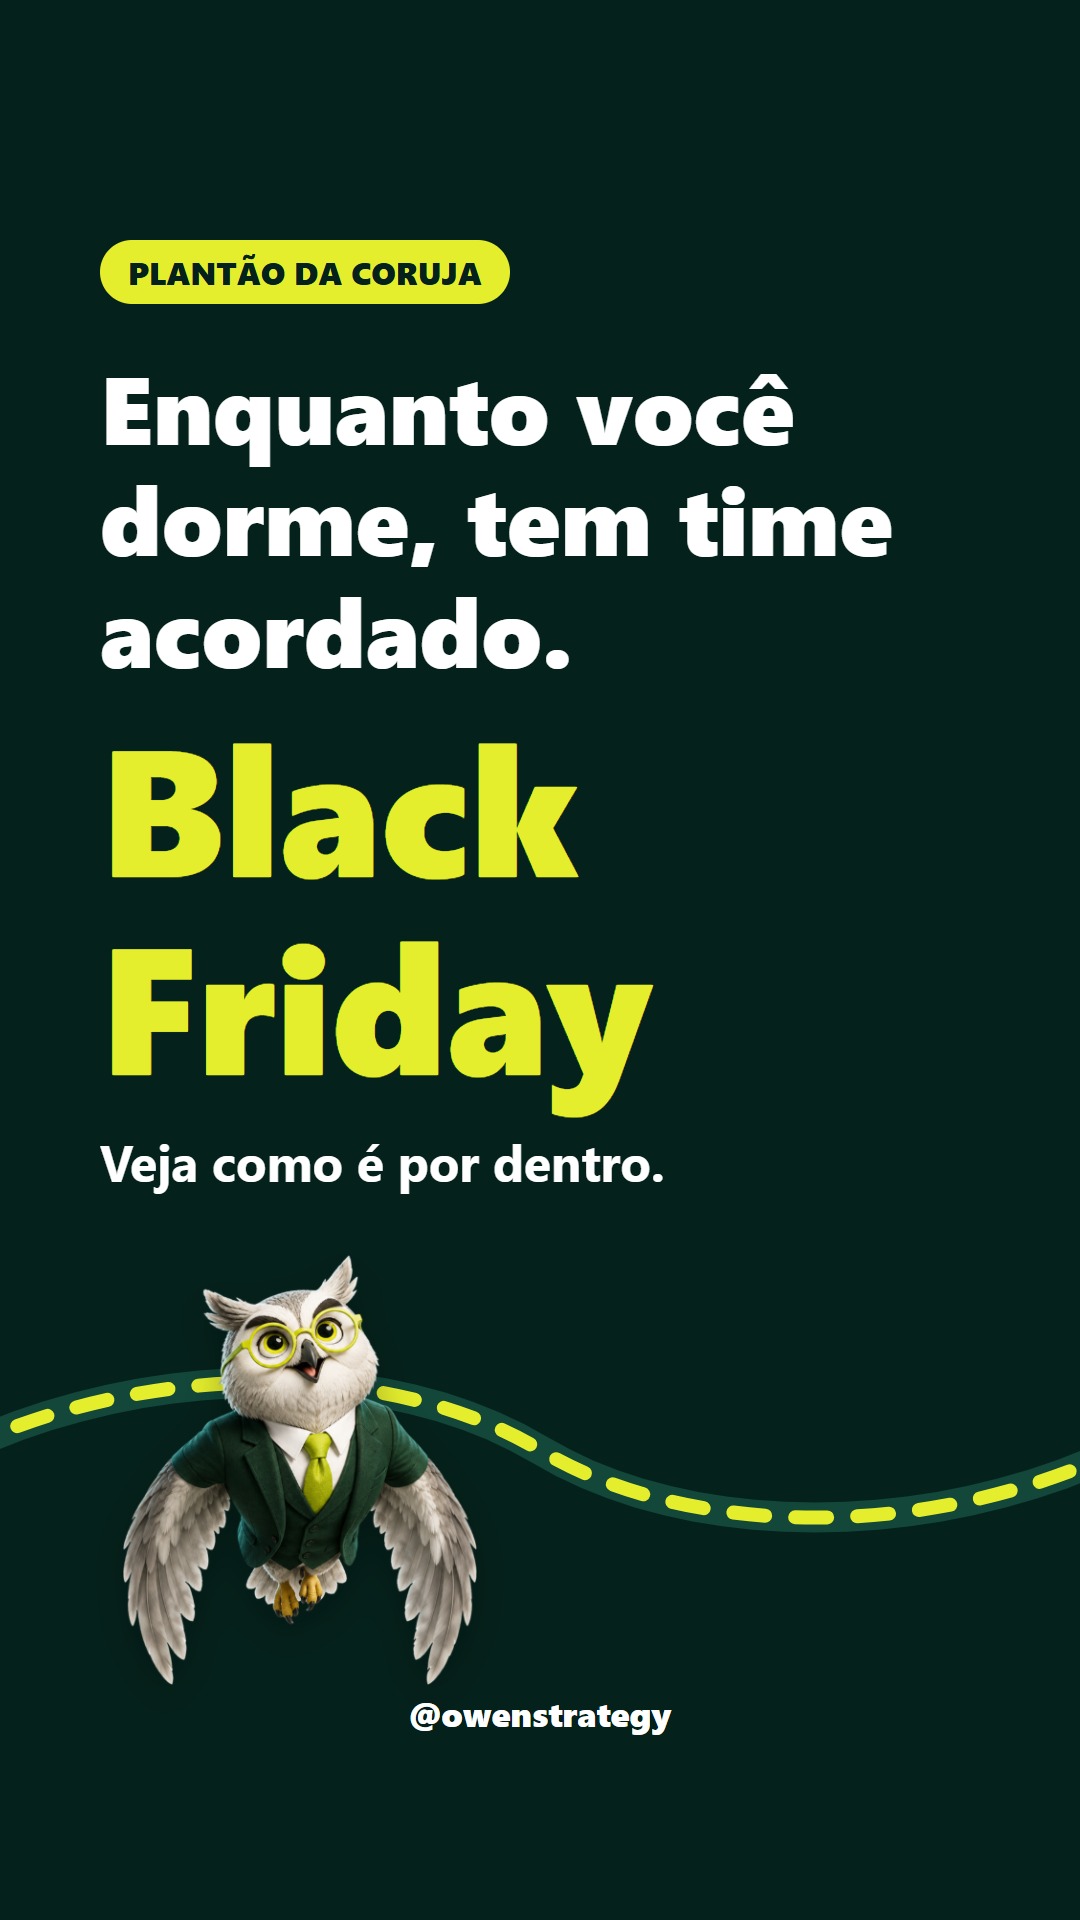 PLANTÃO DA CORUJA
Enquanto você
dorme, tem time
acordado.
Black
Friday
Veja como é por dentro.
@owenstrategy